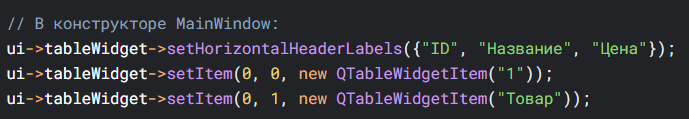 // В конструкторе MainWindow:
ui->tableWidget->setHorizontalHeaderLabels({"ID", "Название", "Цена"});
ui->tableWidget->setItem(0, 0, new QTableWidgetItem("1"));
ui->tableWidget->setItem(0, 1, new QTableWidgetItem("Товар"));